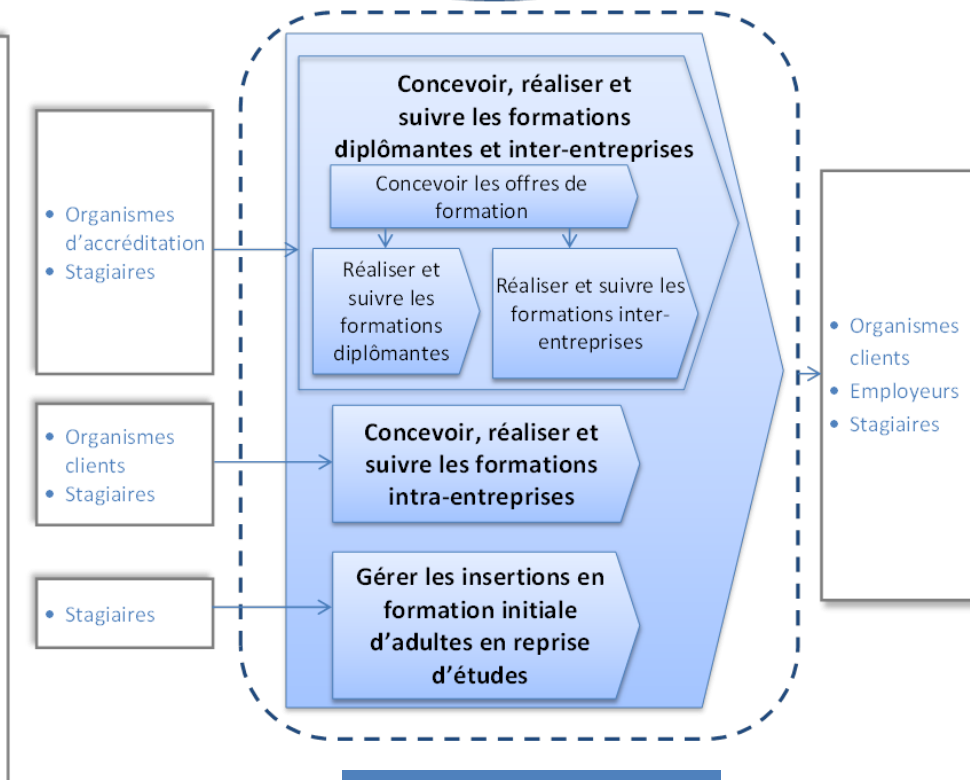 • Organismes
d'accréditation
• Stagiaires
• Organismes
clients
• Stagiaires
• Stagiaires
Concevoir, réaliser et
suivre les formations
diplômantes et inter-entreprises
Concevoir les offres de
formation
Réaliser et
suivre les
formations
diplômantes
Réaliser et suivre les
formations inter-
entreprises
Concevoir, réaliser et
suivre les formations
intra-entreprises
Gérer les insertions en
formation initiale
d'adultes en reprise
d'études
• Organismes
clients
• Employeurs
• Stagiaires